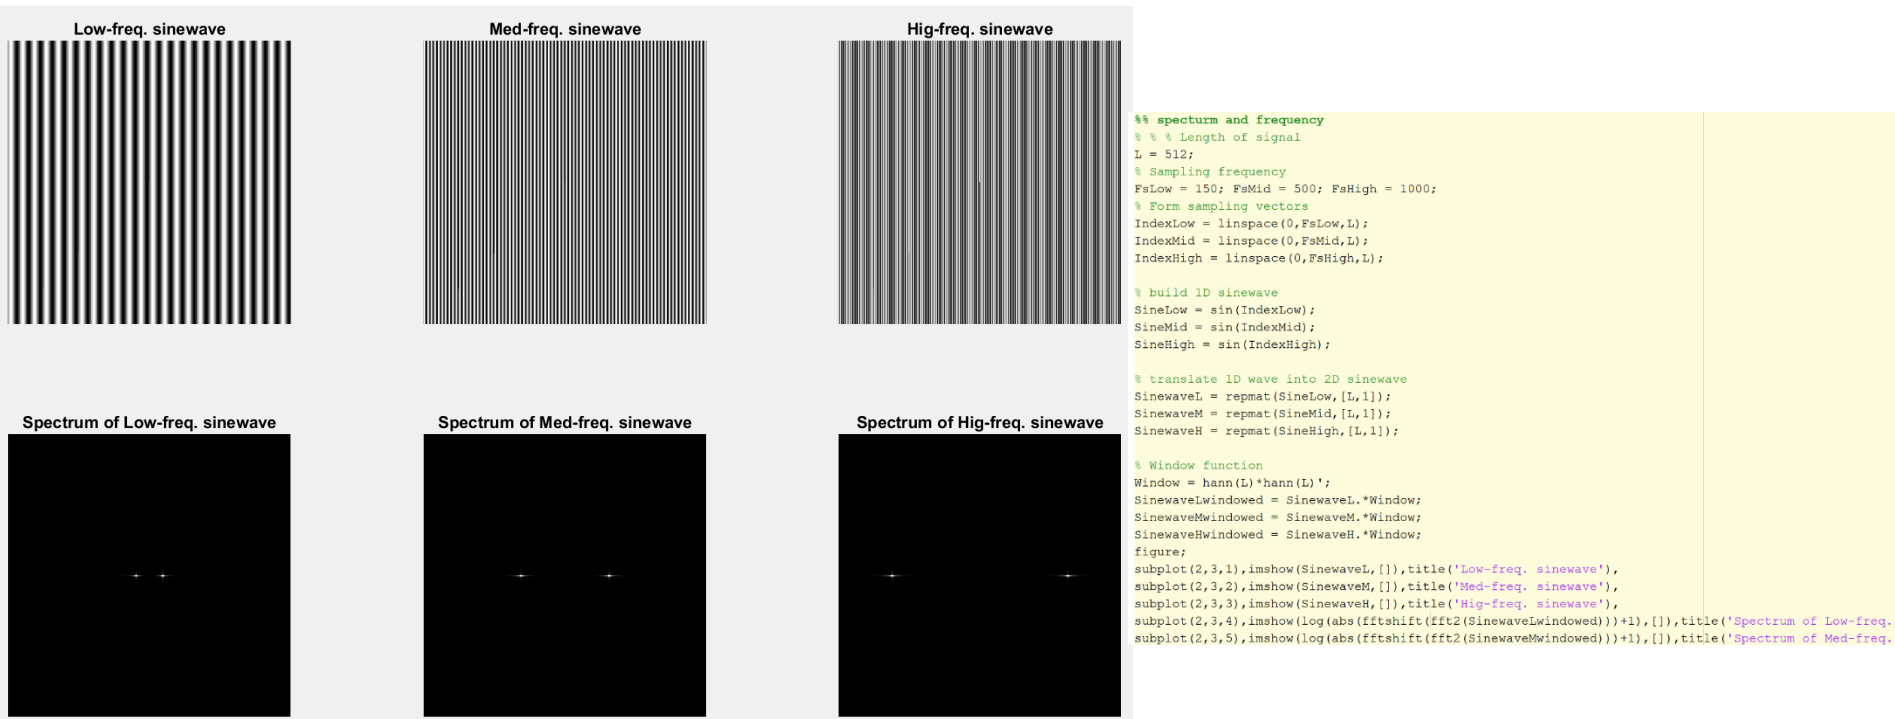 Low-freq. sinewave
Med-freq. sinewave
Hig-freq. sinewave
Spectrum of Low-freq. sinewave
Spectrum of Med-freq. sinewave
Spectrum of Hig-freq. sinewave
%% specturm and frequency
% % % Length of signal
L = 512;
% Sampling frequency
FsLow = 150; FsMid = 500; FsHigh = 1000;
% Form sampling vectors
IndexLow = linspace(0,FsLow,L);
IndexMid = linspace(0,FsMid,L);
IndexHigh = linspace(0,FsHigh,L);
% build 1D sinewave
SineLow = sin(IndexLow);
SineMid = sin(IndexMid);
SineHigh = sin(IndexHigh);
% translate 1D wave into 2D sinewave
SinewaveL = repmat(SineLow,[L,1]);
SinewaveM = repmat(SineMid,[L,1]);
SinewaveH = repmat(SineHigh,[L,1]);
% Window function
Window = hann(L)*hann(L)';
SinewaveLwindowed = SinewaveL.*Window;
SinewaveMwindowed = SinewaveM.*Window;
SinewaveHwindowed = SinewaveH.*Window;
figure;
subplot(2,3,1),imshow(SinewaveL,[]),title('Low-freq. sinewave'),
subplot(2,3,2),imshow(SinewaveM,[]),title('Med-freq. sinewave'),
subplot(2,3,3),imshow(SinewaveH,[]),title('Hig-freq. sinewave'),
subplot(2,3,4),imshow(log(abs(fftshift(fft2(SinewaveLwindowed)))+1),[]),title('Spectrum of Low-freq.
subplot(2,3,5),imshow(log(abs(fftshift(fft2(SinewaveMwindowed)))+1),[]),title('Spectrum of Med-freq.